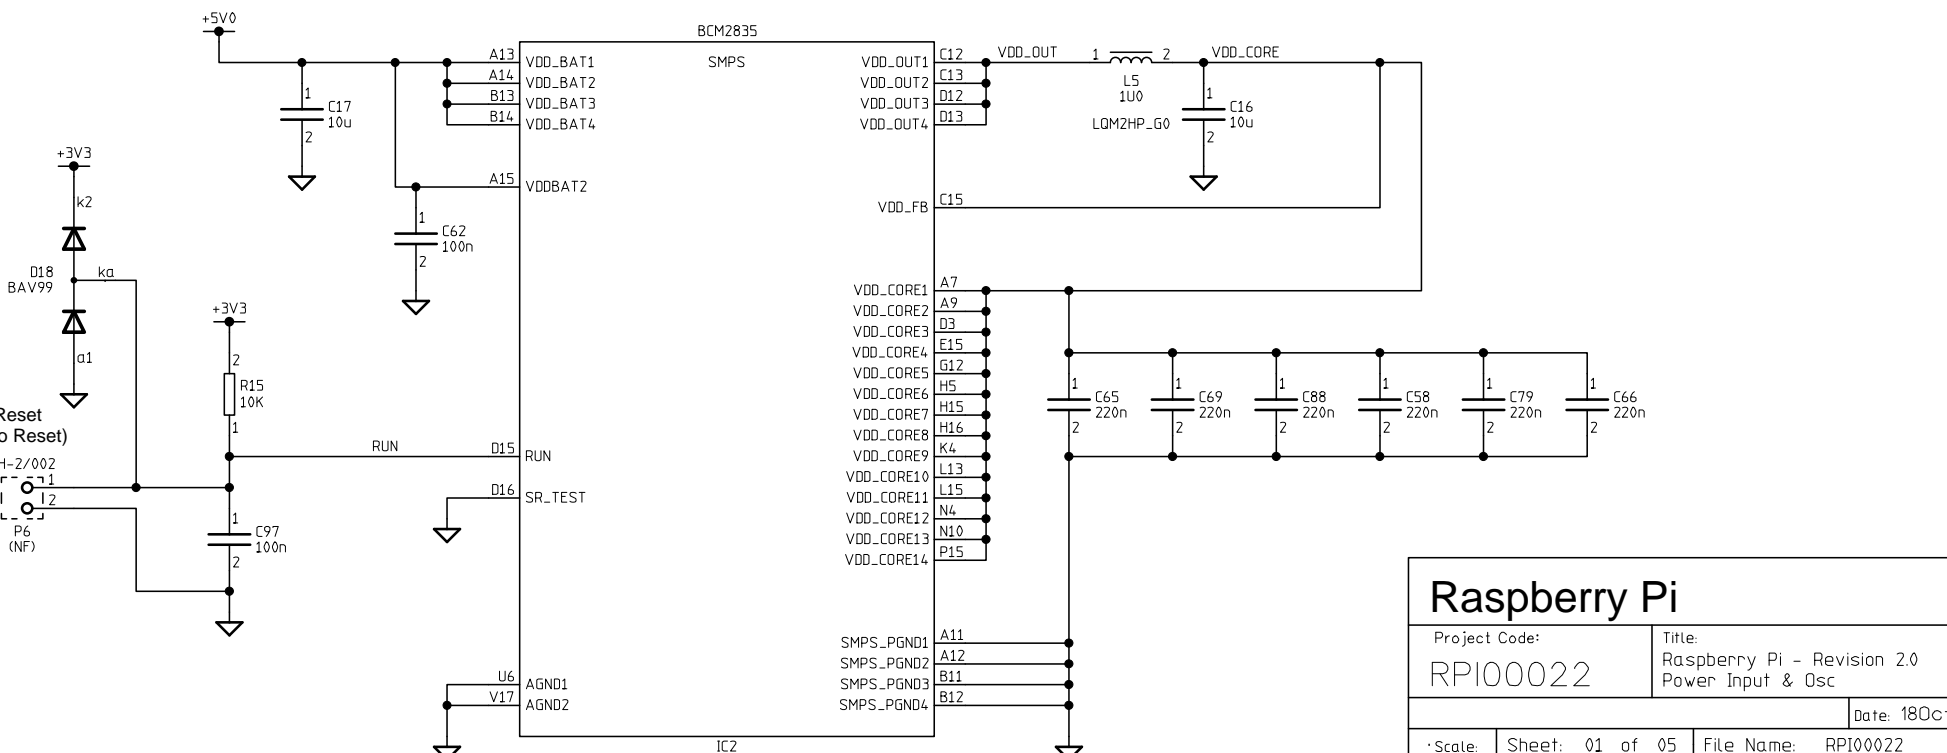 +5V0
BCM2835
SMPS
A13 VDD_BAT1
A14 VDD_BAT2
B13 VDD_BAT3
B14 VDD_BAT4
A15 VDDBAT2
1
C17
10u
2
1
C62
100n
2
+3V3
k2
D18
BAV99
ka
a1
+3V3
2
R15
10K
1
Reset
o Reset)
H-2/002
1
2
P6
(NF)
RUN
D15 RUN
D16 SR_TEST
1
C97
100n
2
U6 AGND1
V17 AGND2
IC2
VDD_OUT1 C12
VDD_OUT2 C13
VDD_OUT3 D12
VDD_OUT4 D13
VDD_OUT
1 2
L5
1U0
LQM2HP_G0
VDD_CORE
1
C16
10u
2
VDD_FB C15
VDD_CORE1 A7
VDD_CORE2 A9
VDD_CORE3 D3
VDD_CORE4 E15
VDD_CORE5 G12
VDD_CORE6 H5
VDD_CORE7 H15
VDD_CORE8 H16
VDD_CORE9 K4
VDD_CORE10 L13
VDD_CORE11 L15
VDD_CORE12 N4
VDD_CORE13 N10
VDD_CORE14 P15
1 1 1 1 1 1
C65 C69 C88 C58 C79 C66
220n 220n 220n 220n 220n 220n
2 2 2 2 2 2
SMPS_PGND1 A11
SMPS_PGND2 A12
SMPS_PGND3 B11
SMPS_PGND4 B12
Raspberry Pi
Project Code:
RPI00022
Title:
Raspberry Pi - Revision 2.0
Power Input & Osc
Date: 18Oct
Scale:
Sheet: 01 of 05
File Name: RPI00022